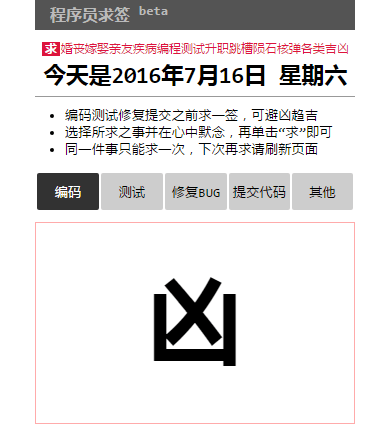 程序员求签 beta
求婚丧嫁娶亲友疾病编程测试升职跳槽陨石核弹各类吉凶
今天是2016年7月16日 星期六
编码测试修复提交之前求一签，可避凶趋吉
选择所求之事并在心中默念，再单击“求”即可
同一件事只能求一次，下次再求请刷新页面
编码 测试 修复BUG 提交代码 其他
凶